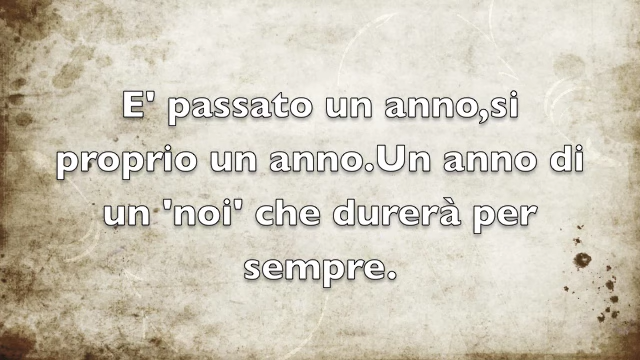 E' passato un anno,si
proprio un anno.Un anno di
un 'noi' che durerà per
sempre.